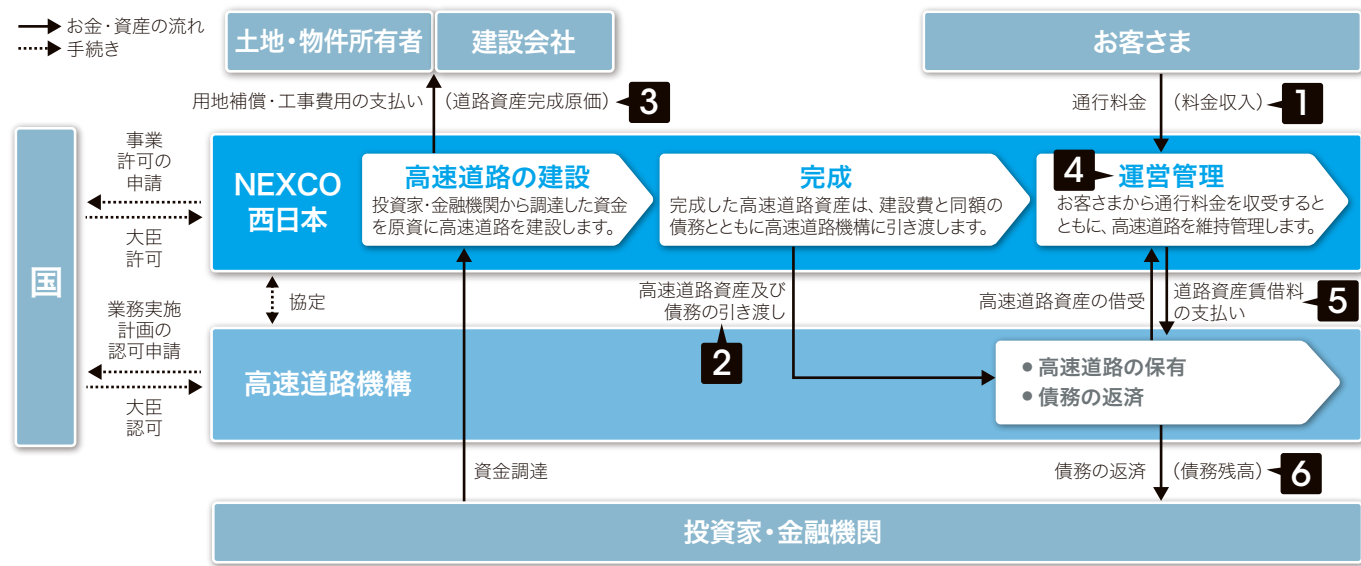 お金・資産の流れ
手続き
土地・物件所有者
建設会社
お客さま
用地補償・工事費用の支払い
(道路資産完成原価)
3
通行料金
(料金収入)
1
国
事業
許可の
申請
大臣
許可
NEXCO
西日本
高速道路の建設
投資家・金融機関から調達した資金
を原資に高速道路を建設します。
完成
完成した高速道路資産は、建設費と同額の
債務とともに高速道路機構に引き渡します。
4
運営管理
お客さまから通行料金を収受すると
ともに、高速道路を維持管理します。
協定
高速道路資産及び
債務の引き渡し
2
高速道路資産の借受
道路資産賃借料
の支払い
5
業務実施
計画の
認可申請
大臣
認可
高速道路機構
● 高速道路の保有
● 債務の返済
資金調達
債務の返済
(債務残高)
6
投資家・金融機関